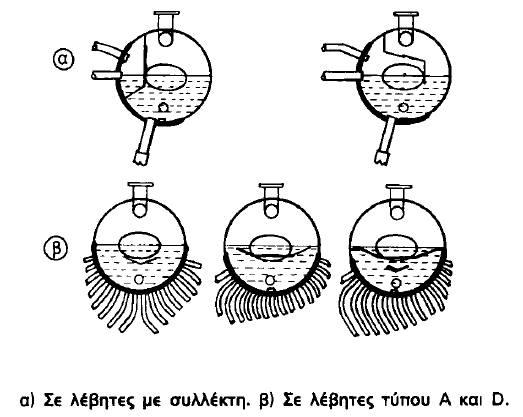 α
β
α) Σε λέβητες με συλλέκτη. β) Σε λέβητες τύπου Α και D.